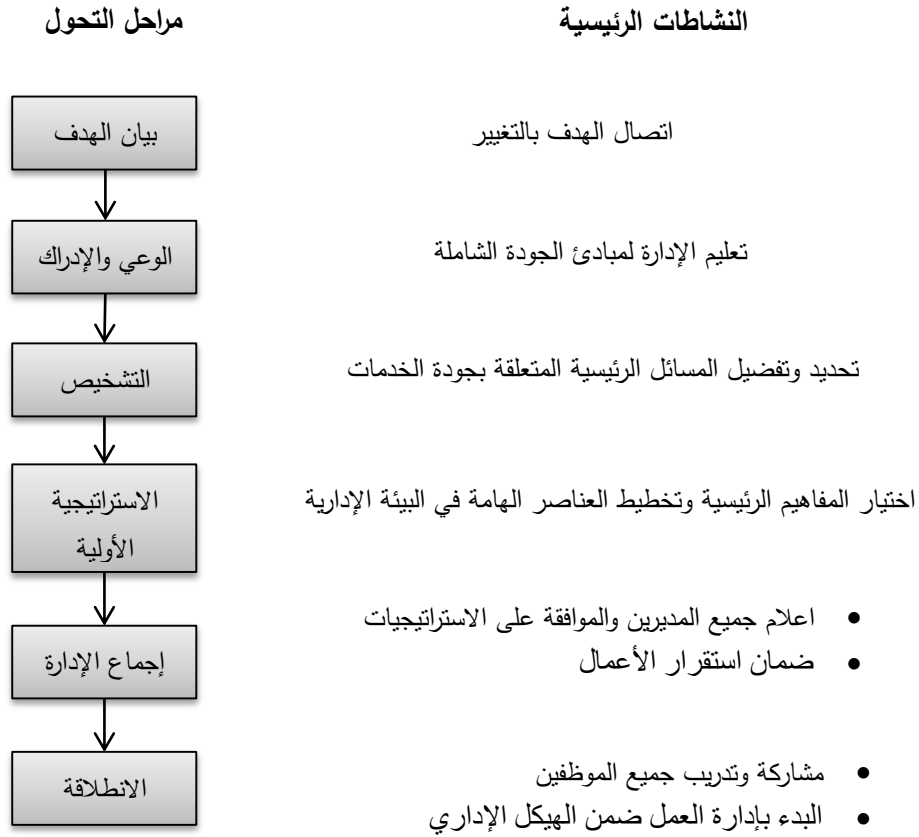 النشاطات الرئيسية
مراحل التحول
اتصال الهدف بالتغيير
بيان الهدف
تعليم الإدارة لمبادئ الجودة الشاملة
الوعي والإدراك
تحديد وتفضيل المسائل الرئيسية المتعلقة بجودة الخدمات
التشخيص
اختيار المفاهيم الرئيسية وتخطيط العناصر الهامة في البيئة الإدارية
الاستراتيجية
الأولية
• اعلام جميع المديرين والموافقة على الاستراتيجيات
• ضمان استقرار الأعمال
إجماع الإدارة
• مشاركة وتدريب جميع الموظفين
• البدء بإدارة العمل ضمن الهيكل الإداري
الانطلاقة